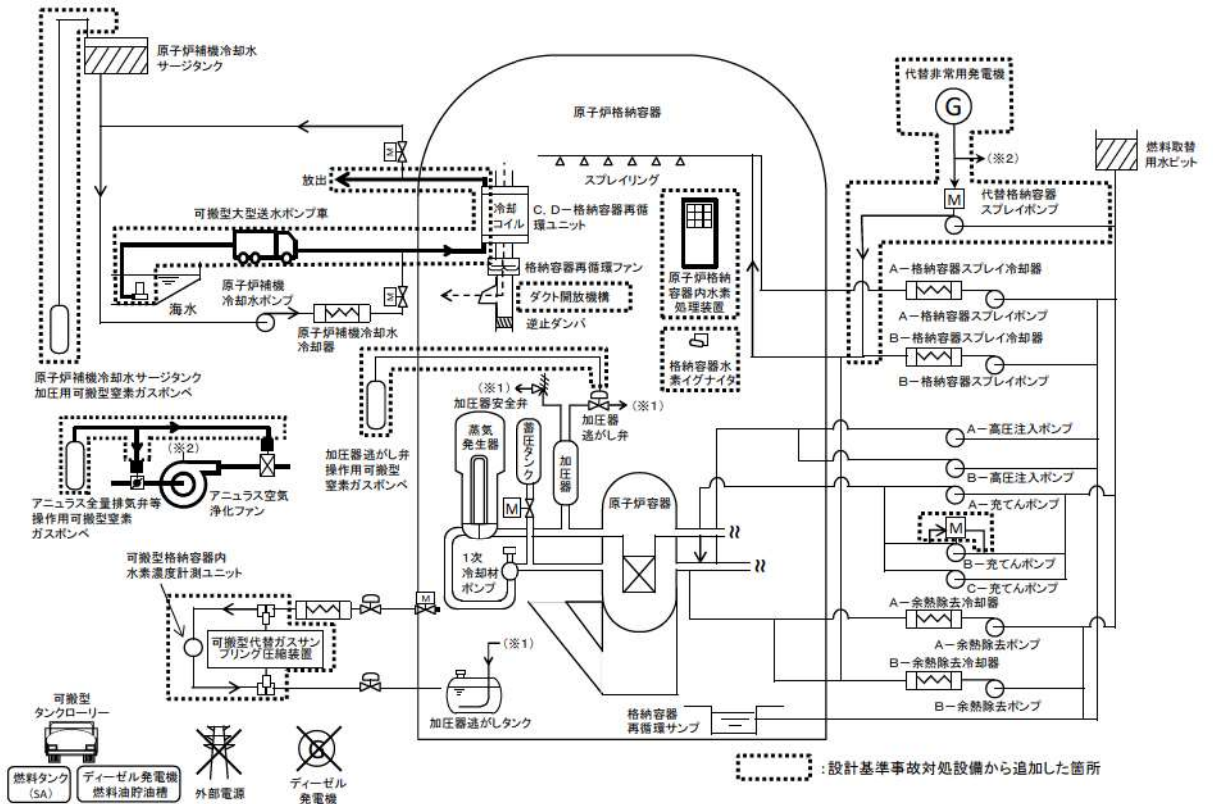 原子炉補機冷却水
サージタンク
原子炉格納容器
代替非常用発電機
G
(※2)
燃料取替
用水ピット
M
代替格納容器
スプレイポンプ
M
放出
スプレイリング
可搬型大型送水ポンプ車
冷却
コイル
C,D-格納容器再循
環ユニット
格納容器再循環ファン
原子炉格納
容器内水素
処理装置
A-格納容器スプレイ冷却器
A-格納容器スプレイポンプ
海水
原子炉補機
冷却水ポンプ
M
ダクト開放機構
逆止ダンパ
原子炉補機冷却水
冷却器
格納容器水
素イグナイタ
B-格納容器スプレイ冷却器
B-格納容器スプレイポンプ
原子炉補機冷却水サージタンク
加圧用可搬型窒素ガスボンベ
(※1)
加圧器安全弁
(※1)
加圧器
逃がし弁
蒸気
発生器
蓄圧タンク
加圧器
加圧器逃がし弁
操作用可搬型
窒素ガスボンベ
(※2)
アニュラス空気
浄化ファン
アニュラス全量排気弁等
操作用可搬型窒素
ガスボンベ
原子炉容器
M
1次
冷却材
ポンプ
A-高圧注入ポンプ
B-高圧注入ポンプ
A-充てんポンプ
M
B-充てんポンプ
C-充てんポンプ
可搬型格納容器内
水素濃度計測ユニット
M
可搬型代替ガスサン
プリング圧縮装置
(※1)
加圧器逃がしタンク
A-余熱除去冷却器
A-余熱除去ポンプ
B-余熱除去冷却器
B-余熱除去ポンプ
格納容器
再循環サンプ
可搬型
タンクローリー
燃料タンク
(SA)
ディーゼル発電機
燃料油貯油槽
外部電源
G
ディーゼル
発電機
:設計基準事故対処設備から追加した箇所